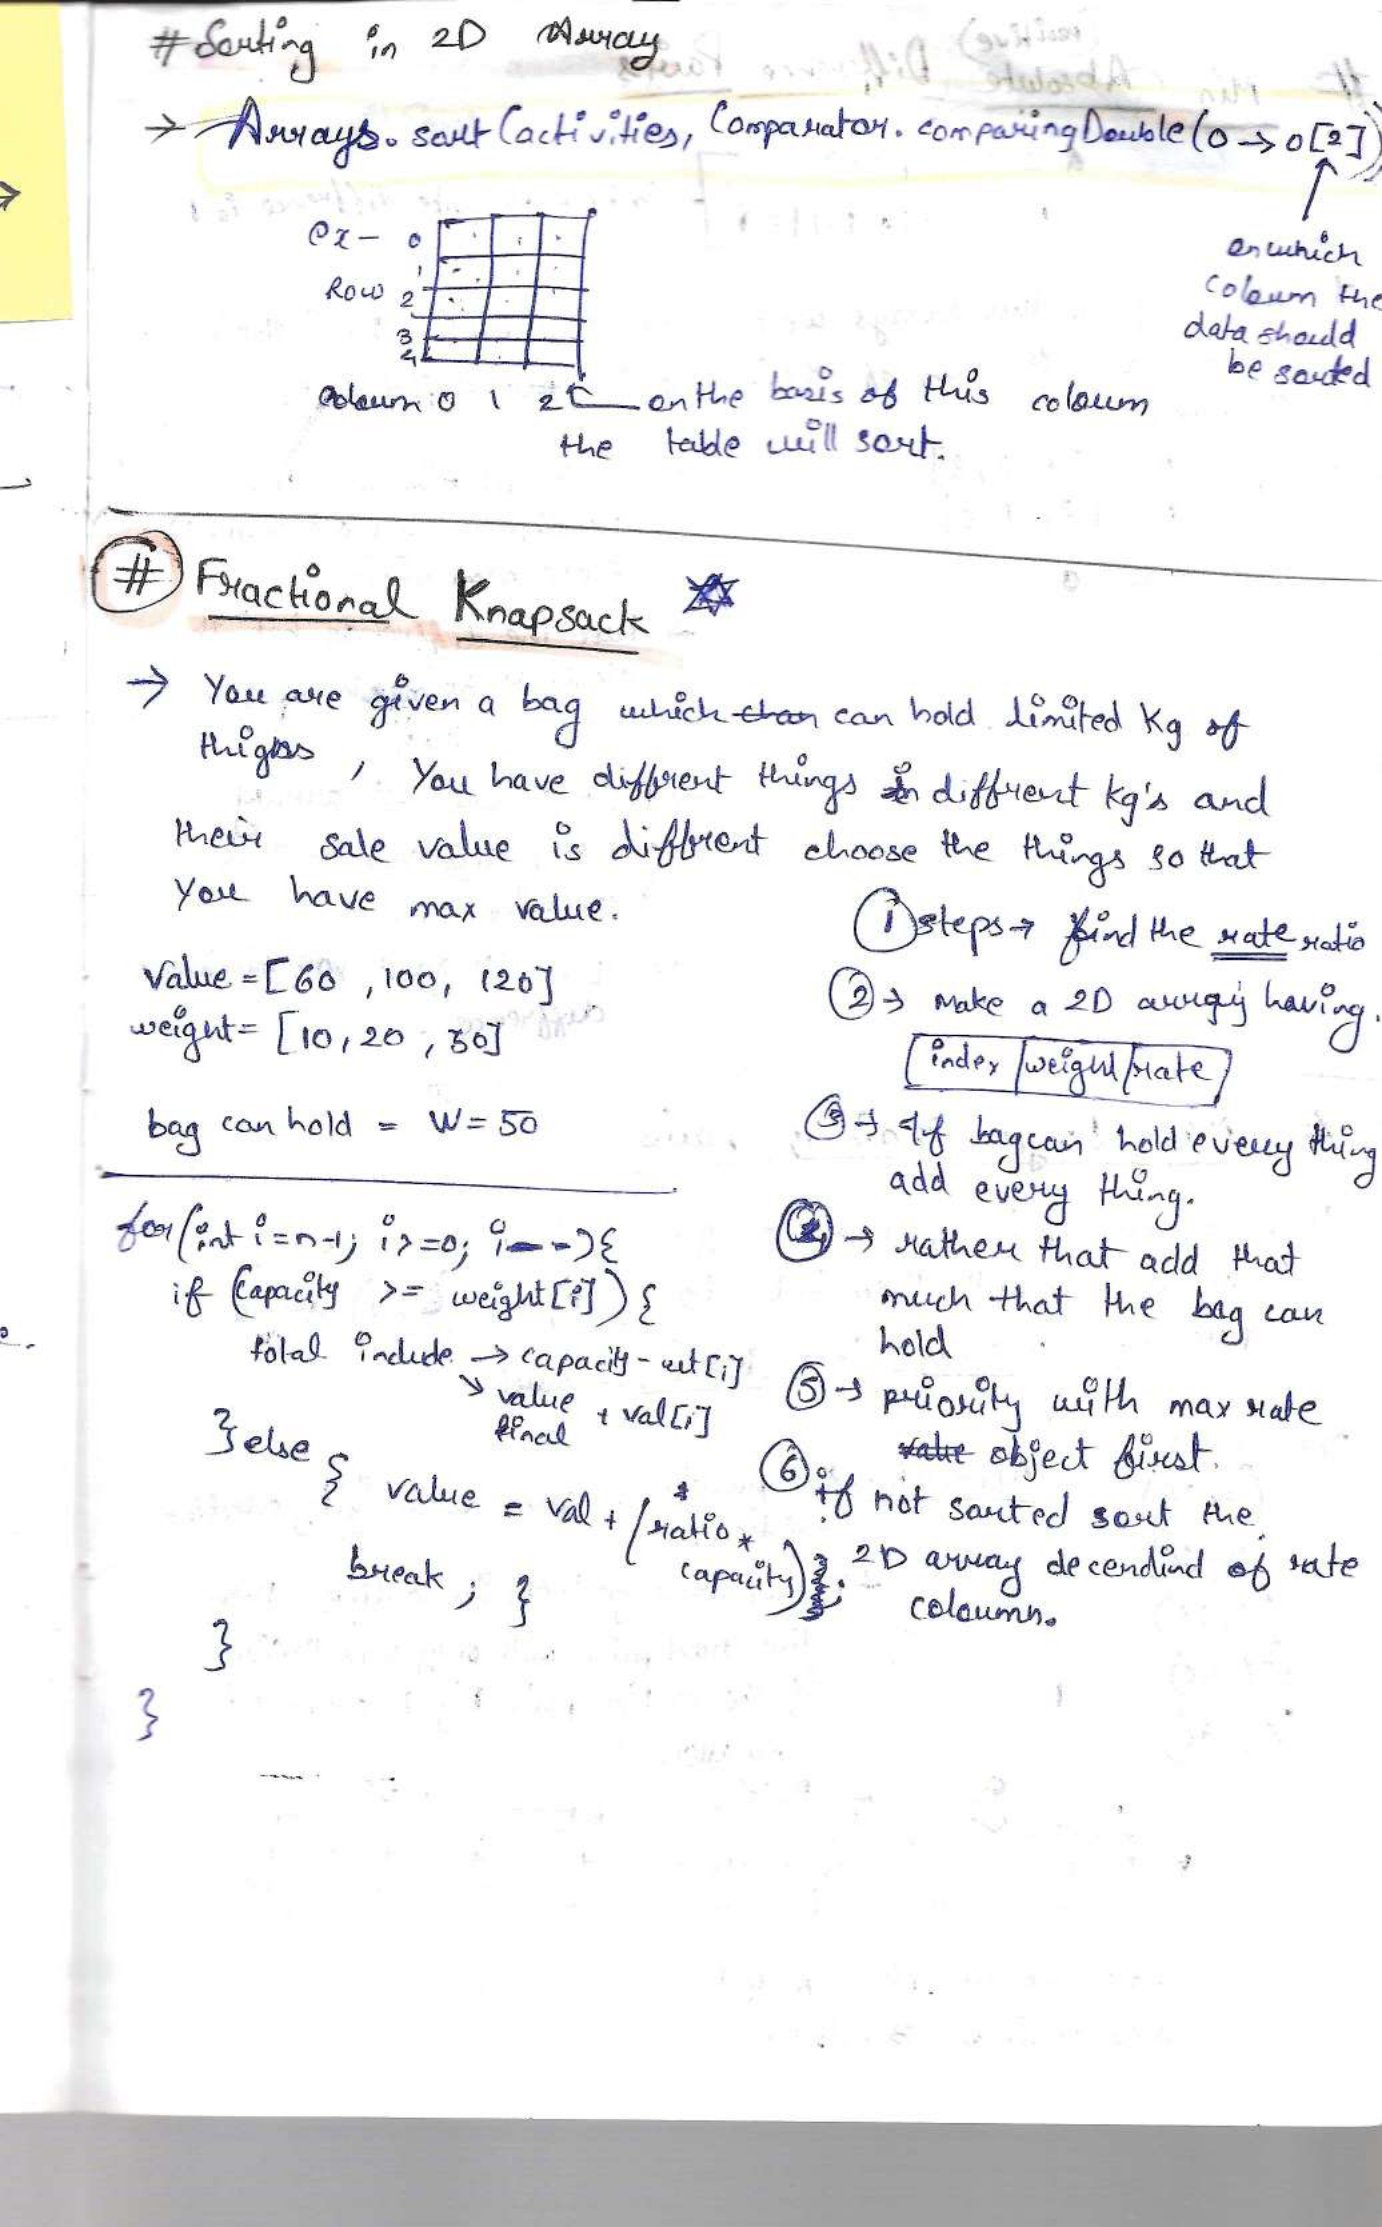 # Sorting in 2D Array
→ Arrays.sort(activities, Comparator.comparingDouble(o → o[2]))
on which
coloum the
data should
be sorted
ex – 0
1
Row 2
3
4
coloum 0 1 2 on the basis of this coloum
the table will sort.
# Fractional Knapsack
→ You are given a bag which can hold limited Kg of
thigns , You have diffrent things in diffrent kg's and
their sale value is diffrent choose the things so that
You have max value.
value = [60 , 100, 120]
weight = [10, 20 , 30]
bag can hold = W = 50
① steps → find the rate ratio
② → make a 2D array having.
index | weight | rate
③ → If bag can hold every thing
add every thing.
④ → rather that add that
much that the bag can
hold
⑤ → priority with max rate
value object first.
⑥ if not sorted sort the
2D array decendind of rate
coloumn.
for(int i = n-1; i >= 0; i--){
if (Capacity >= weight[i]) {
total include → capacity - wt[i]
↘ value + val[i]
final
} else
{ value = val + (ratio *
capacity)};
break ; }
}
}